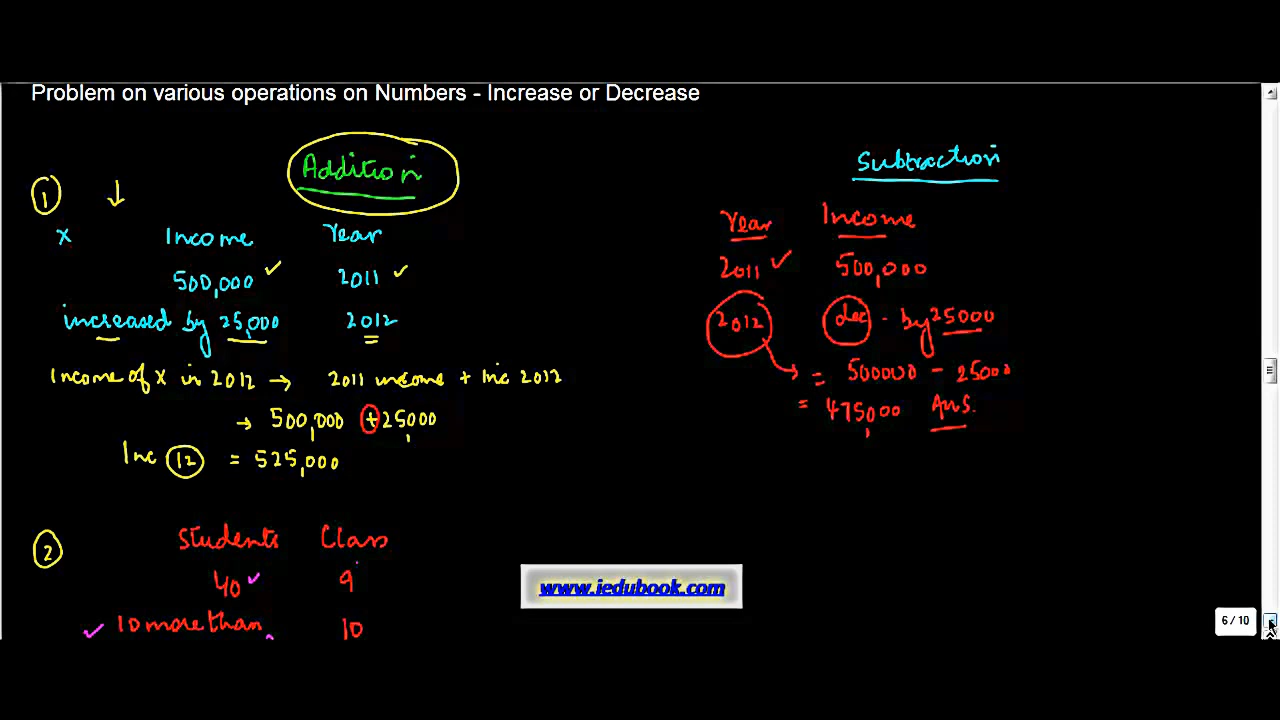 Problem on various operations on Numbers - Increase or Decrease
Addition
1
X Income Year
500,000 2011
increased by 25,000 2012
Income of X in 2012 → 2011 income + Inc 2012
→ 500,000 + 25000
Inc 12 = 525,000
2
Students Class
40 9
10 more than 10
Subtraction
Year Income
2011 500,000
2012 dec. by 25000
= 500000 - 25000
= 475000 Ans.
www.iedubook.com
6 / 10